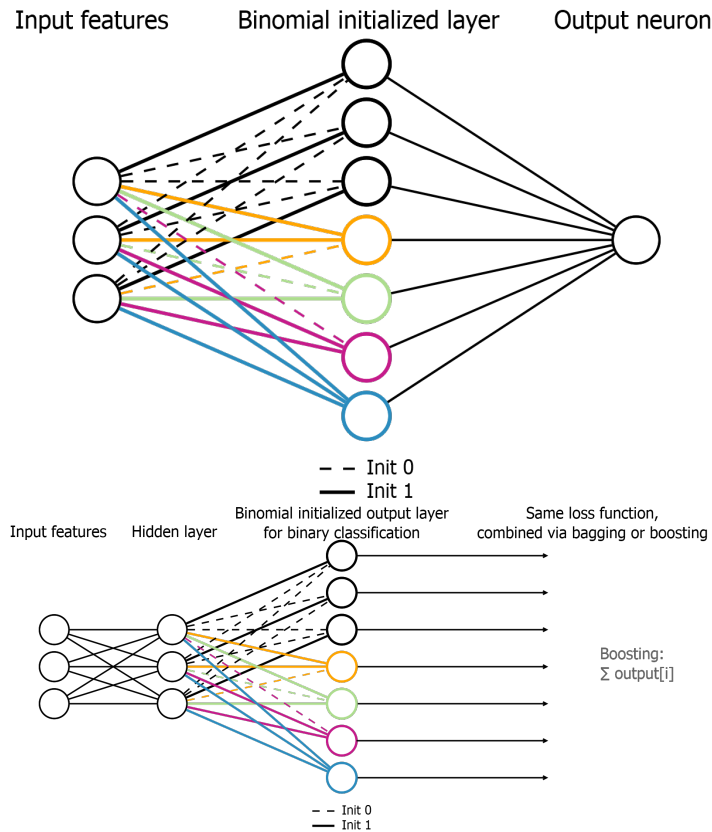 Input features
Binomial initialized layer
Output neuron
Init 0
Init 1
Input features
Hidden layer
Binomial initialized output layer
for binary classification
Same loss function,
combined via bagging or boosting
Boosting:
Σ output[i]
Init 0
Init 1